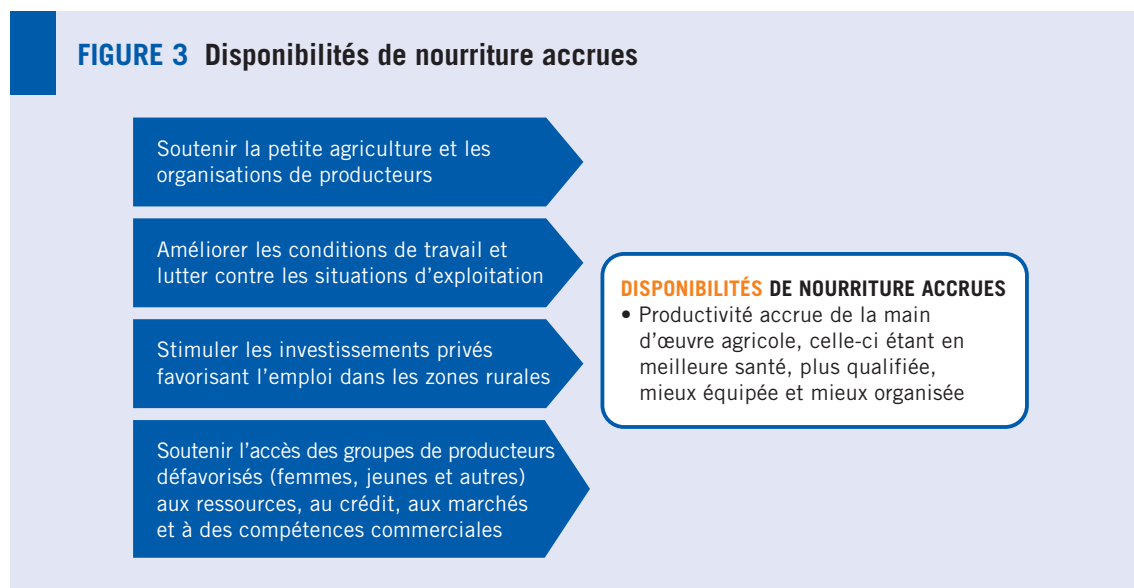 FIGURE 3 Disponibilités de nourriture accrues
Soutenir la petite agriculture et les
organisations de producteurs
Améliorer les conditions de travail et
lutter contre les situations d’exploitation
Stimuler les investissements privés
favorisant l’emploi dans les zones rurales
Soutenir l’accès des groupes de producteurs
défavorisés (femmes, jeunes et autres)
aux ressources, au crédit, aux marchés
et à des compétences commerciales
DISPONIBILITÉS DE NOURRITURE ACCRUES
• Productivité accrue de la main
d’œuvre agricole, celle-ci étant en
meilleure santé, plus qualifiée,
mieux équipée et mieux organisée